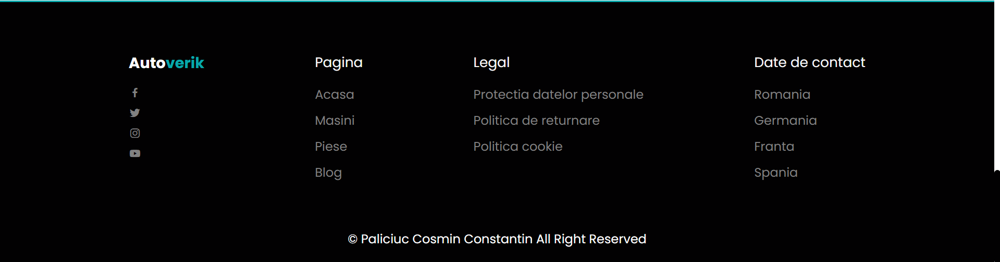 Autoverik
Pagina
Acasa
Masini
Piese
Blog
Legal
Protectia datelor personale
Politica de returnare
Politica cookie
Date de contact
Romania
Germania
Franta
Spania
© Paliciuc Cosmin Constantin All Right Reserved